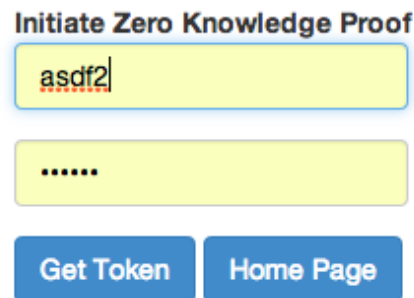 Initiate Zero Knowledge Proof
asdf2
••••••
Get Token Home Page